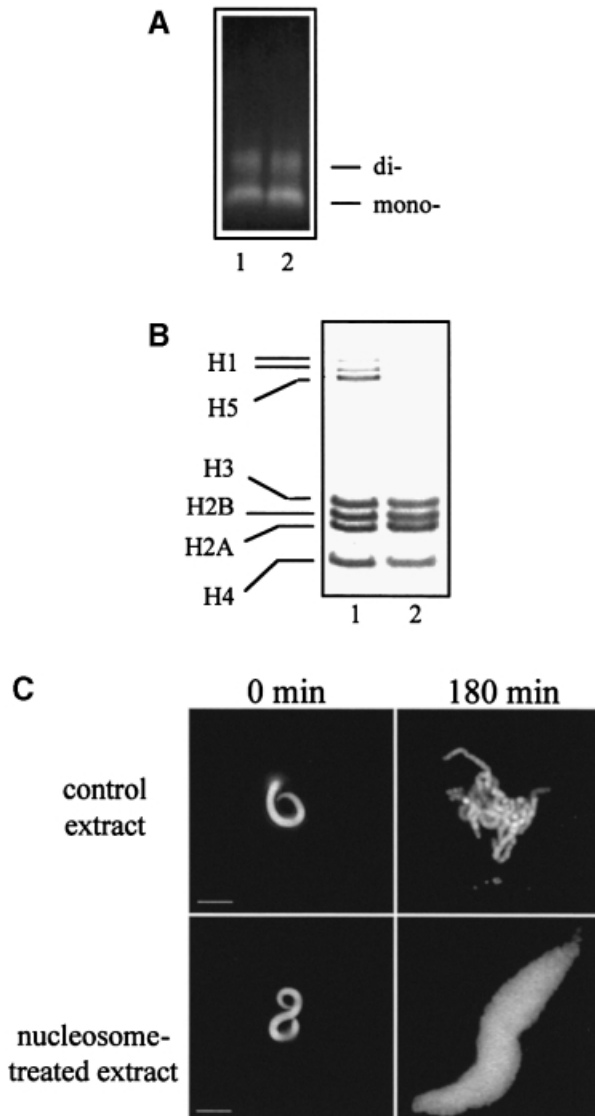 A
di-
mono-
1 2
B
H1
H5
H3
H2B
H2A
H4
1 2
C
0 min 180 min
control
extract
nucleosome-
treated extract